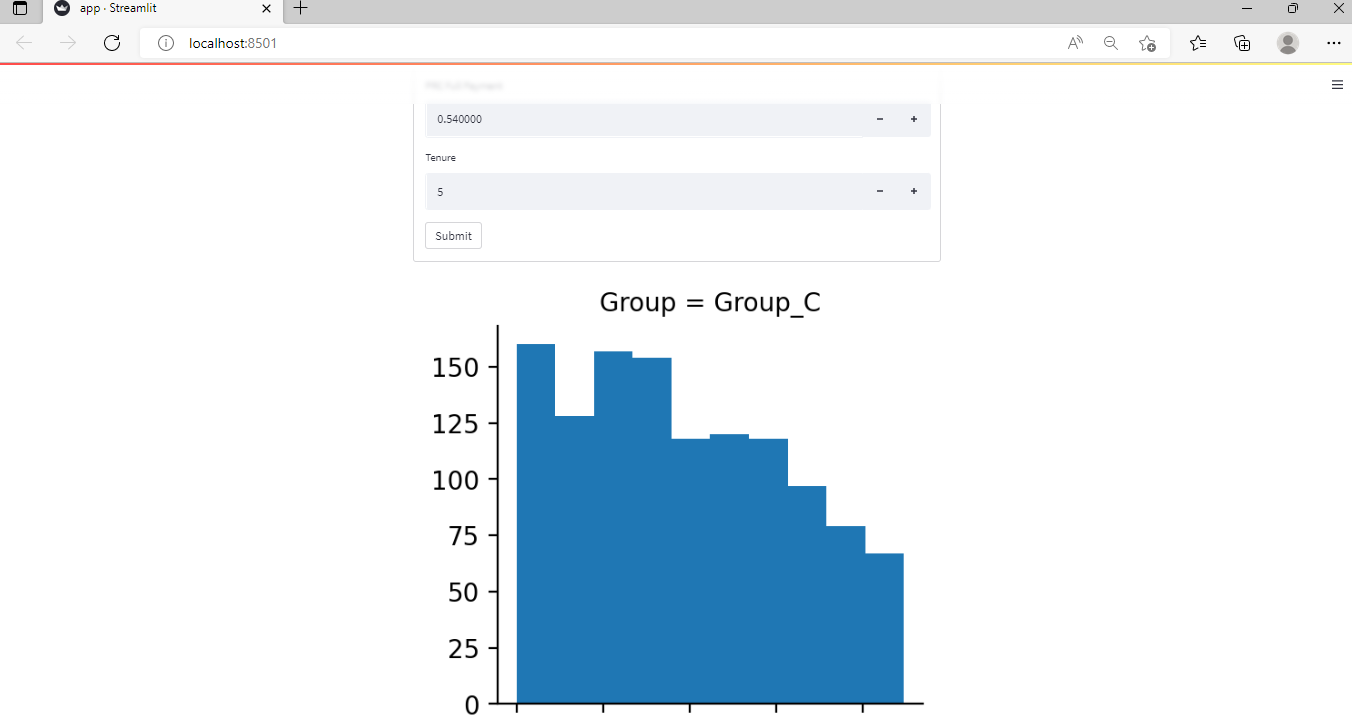 app · Streamlit
localhost:8501
0.540000
Tenure
5
Submit
Group = Group_C
150
125
100
75
50
25
0